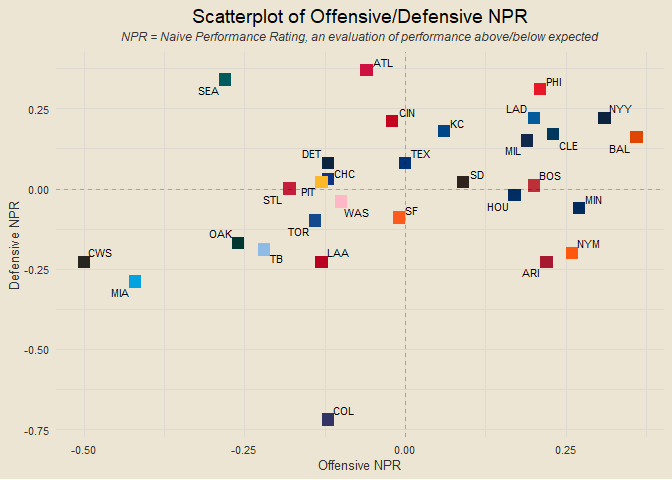 Scatterplot of Offensive/Defensive NPR
NPR = Naive Performance Rating, an evaluation of performance above/below expected
ATL
SEA
PHI
0.25
CIN
LAD
NYY
KC
MIL
CLE
BAL
DET
TEX
CHC
SD
BOS
0.00
STL
PIT
WAS
SF
HOU
MIN
TOR
OAK
TB
LAA
NYM
CWS
ARI
-0.25
MIA
-0.50
COL
-0.75
Defensive NPR
-0.50
-0.25
0.00
0.25
Offensive NPR